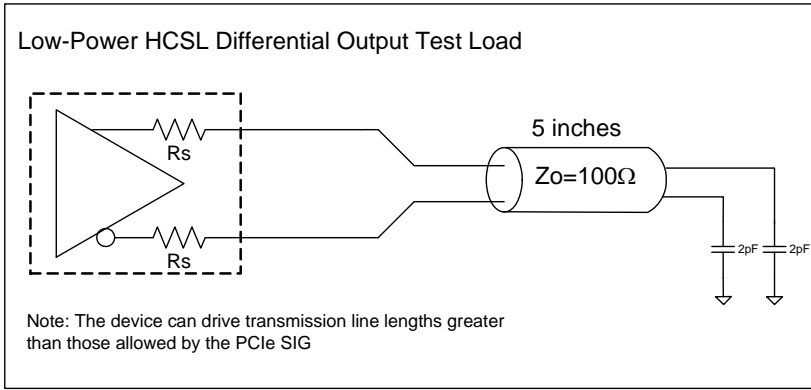 Low-Power HCSL Differential Output Test Load
Rs
Rs
5 inches
Zo=100Ω
2pF
2pF
Note: The device can drive transmission line lengths greater
than those allowed by the PCIe SIG